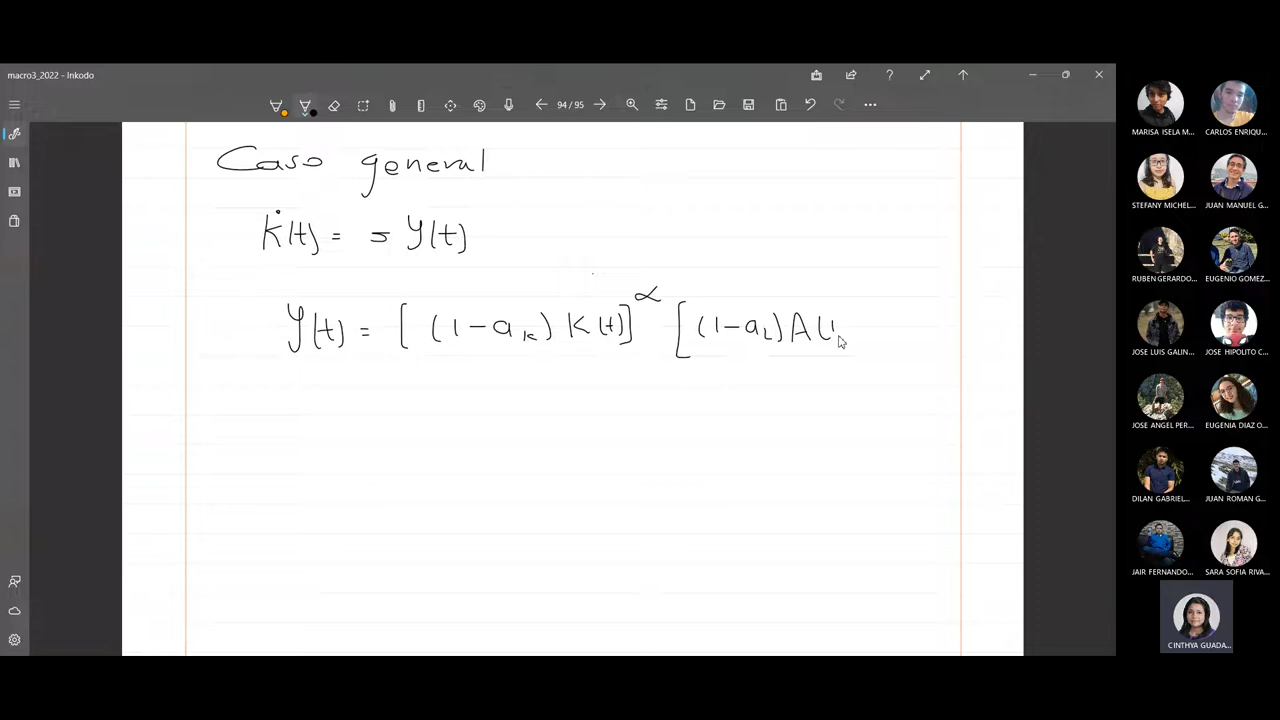 macro3_2022 - Inkodo
94 / 95
Caso general
K̇(t) = s Y(t)
Y(t) = [ (1 - a_K) K(t)]^α [(1-a_L) A(
MARISA ISELA M...
CARLOS ENRIQU...
STEFANY MICHEL...
JUAN MANUEL G...
RUBEN GERARDO...
EUGENIO GOMEZ...
JOSE LUIS GALIN...
JOSE HIPOLITO C...
JOSE ANGEL PER...
EUGENIA DIAZ O...
DILAN GABRIEL...
JUAN ROMAN G...
JAIR FERNANDO...
SARA SOFIA RIVA...
CINTHYA GUADA...